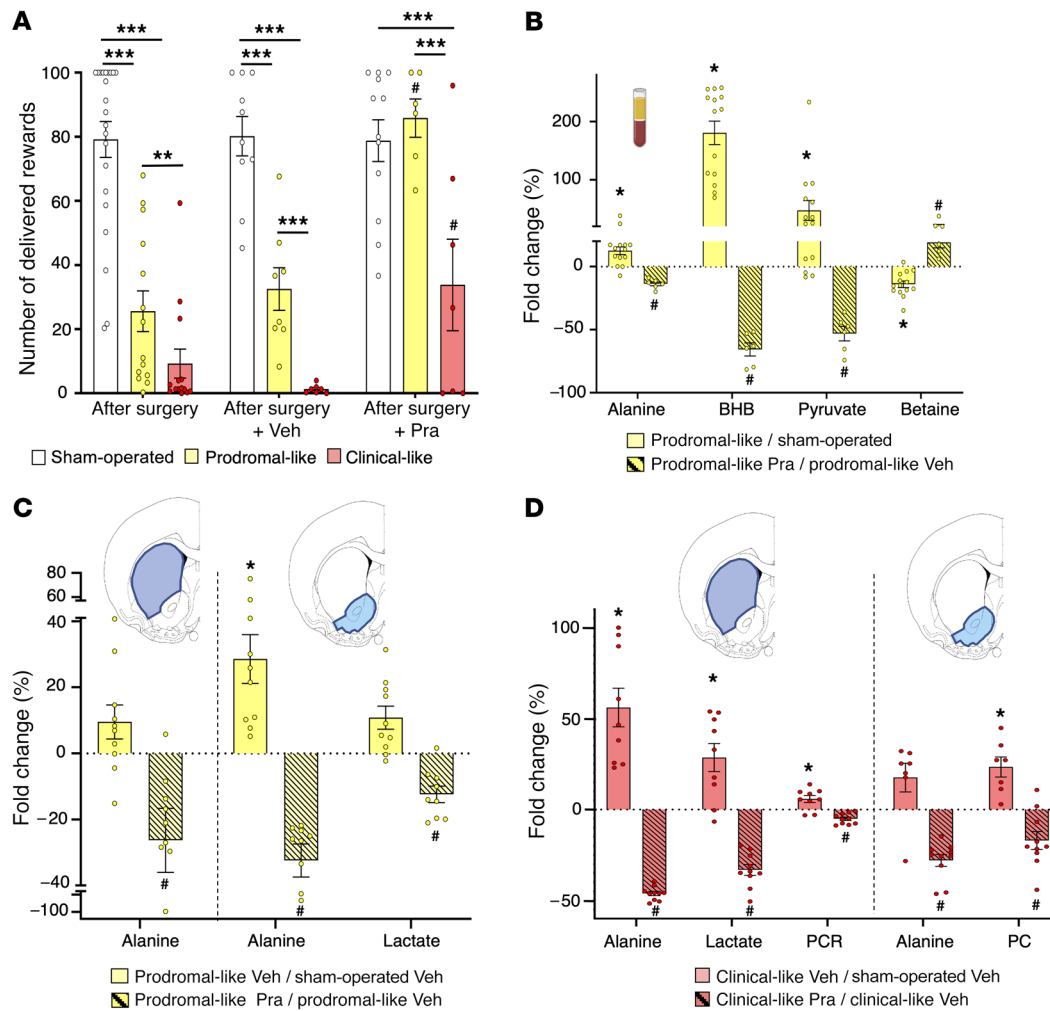 A
Number of delivered rewards
100
80
60
40
20
0
*** *** **
*** *** ***
*** *** # #
After surgery
After surgery + Veh
After surgery + Pra
Sham-operated Prodromal-like Clinical-like
B
Fold change (%)
200
100
0
−50
−100
* # * # * # * #
Alanine BHB Pyruvate Betaine
Prodromal-like / sham-operated
Prodromal-like Pra / prodromal-like Veh
C
Fold change (%)
80
60
40
20
0
−20
−40
−100
# * # #
Alanine Alanine Lactate
Prodromal-like Veh / sham-operated Veh
Prodromal-like Pra / prodromal-like Veh
D
Fold change (%)
100
50
0
−50
* # * # * # # * #
Alanine Lactate PCR Alanine PC
Clinical-like Veh / sham-operated Veh
Clinical-like Pra / clinical-like Veh